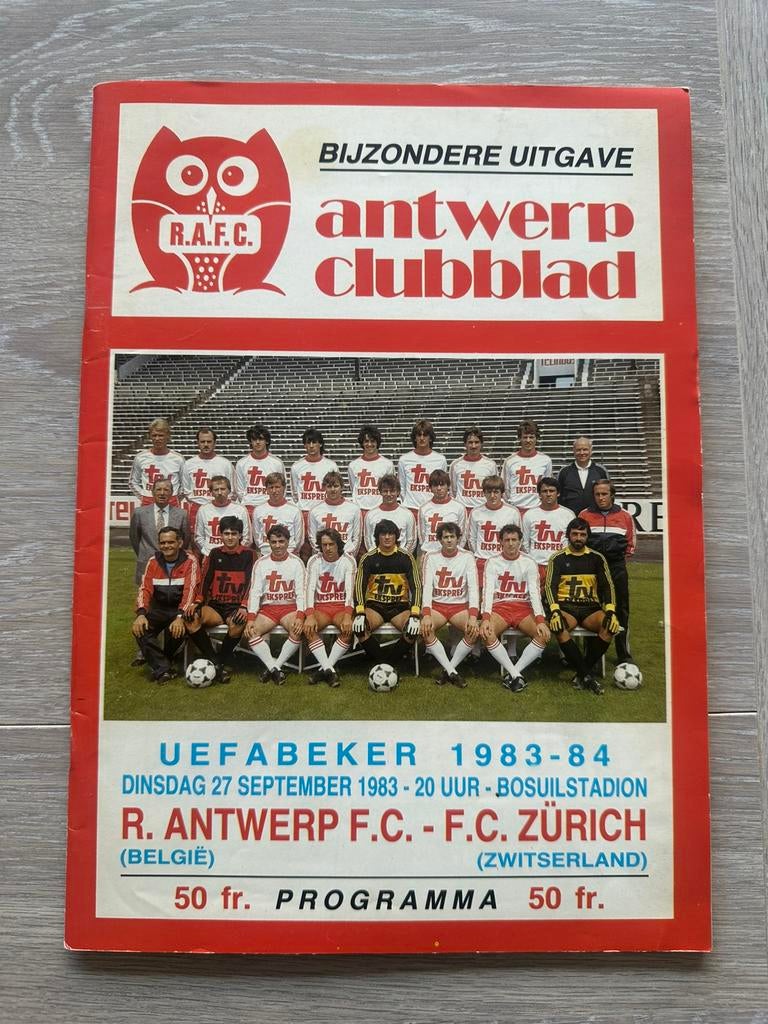 BIJZONDERE UITGAVE
antwerp
clubblad
R.A.F.C.
UEFABEKER 1983-84
DINSDAG 27 SEPTEMBER 1983 - 20 UUR - BOSUILSTADION
R. ANTWERP F.C. - F.C. ZÜRICH
(BELGIË) (ZWITSERLAND)
50 fr. PROGRAMMA 50 fr.